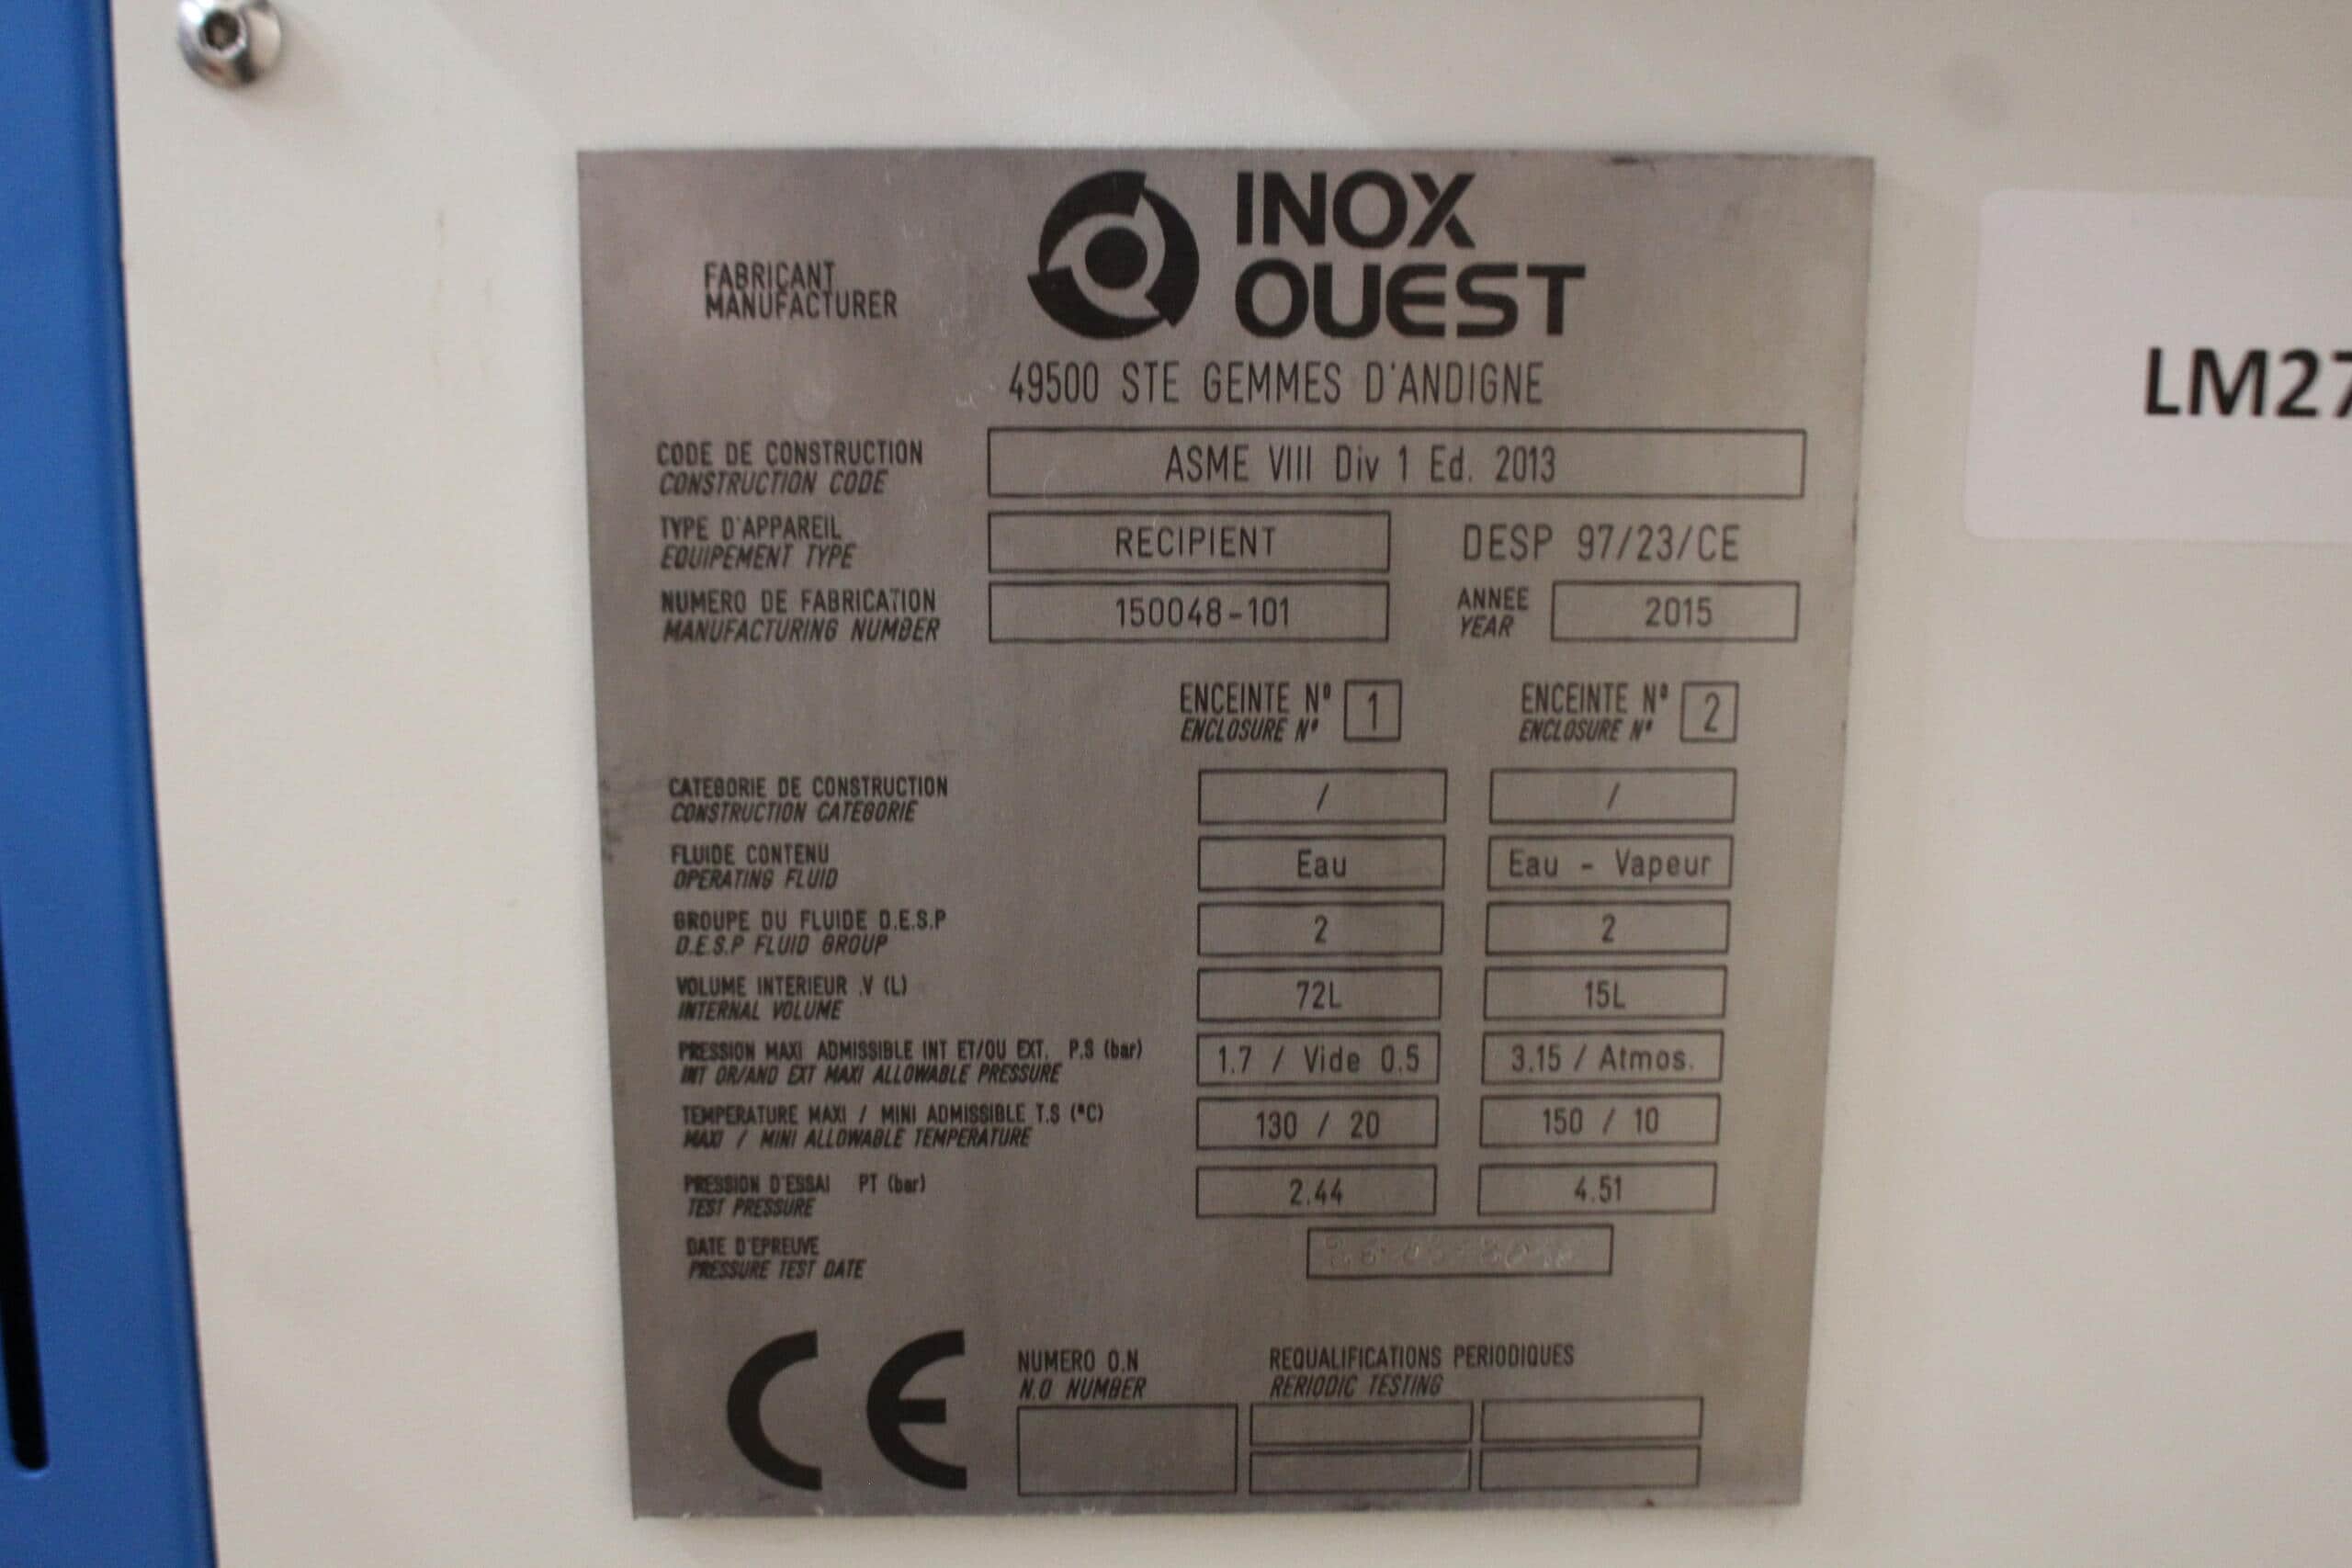 INOX
OUEST
FABRICANT
MANUFACTURER
49500 STE GEMMES D'ANDIGNE
CODE DE CONSTRUCTION
CONSTRUCTION CODE
ASME VIII Div 1 Ed. 2013
TYPE D'APPAREIL
EQUIPEMENT TYPE
RECIPIENT
DESP 97/23/CE
NUMERO DE FABRICATION
MANUFACTURING NUMBER
150048-101
ANNEE
YEAR
2015
ENCEINTE N° 1
ENCLOSURE N°
ENCEINTE N° 2
ENCLOSURE N°
CATEGORIE DE CONSTRUCTION
CONSTRUCTION CATEGORIE
/ /
FLUIDE CONTENU
OPERATING FLUID
Eau Eau - Vapeur
GROUPE DU FLUIDE D.E.S.P
D.E.S.P FLUID GROUP
2 2
VOLUME INTERIEUR .V (L)
INTERNAL VOLUME
72L 15L
PRESSION MAXI ADMISSIBLE INT ET/OU EXT. P.S (bar)
INT OR/AND EXT MAXI ALLOWABLE PRESSURE
1.7 / Vide 0.5 3.15 / Atmos.
TEMPERATURE MAXI / MINI ADMISSIBLE T.S (°C)
MAXI / MINI ALLOWABLE TEMPERATURE
130 / 20 150 / 10
PRESSION D'ESSAI PT (bar)
TEST PRESSURE
2.44 4.51
DATE D'EPREUVE
PRESSURE TEST DATE
CE
NUMERO O.N
N.O NUMBER
REQUALIFICATIONS PERIODIQUES
RERIODIC TESTING
LM27